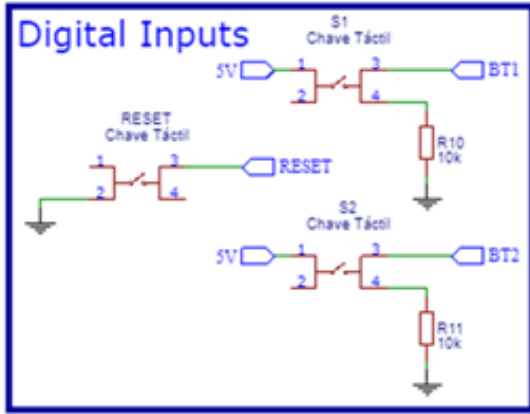 Digital Inputs
S1
Chave Táctil
5V
1
3
BT1
2
4
R10
10k
RESET
Chave Táctil
1
3
RESET
2
4
S2
Chave Táctil
5V
1
3
BT2
2
4
R11
10k